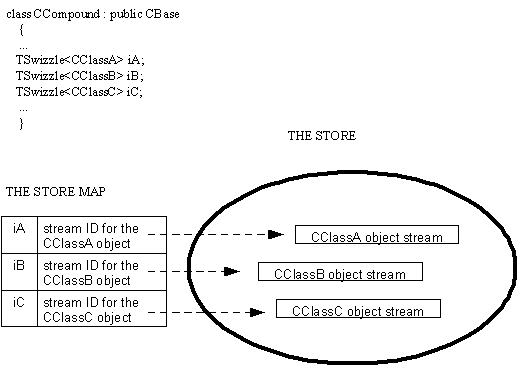 class CCompound : public CBase
{
...
TSwizzle<CClassA> iA;
TSwizzle<CClassB> iB;
TSwizzle<CClassC> iC;
...
}
THE STORE
THE STORE MAP
iA stream ID for the
CClassA object
CClassA object stream
iB stream ID for the
CClassB object
CClassB object stream
iC stream ID for the
CClassC object
CClassC object stream